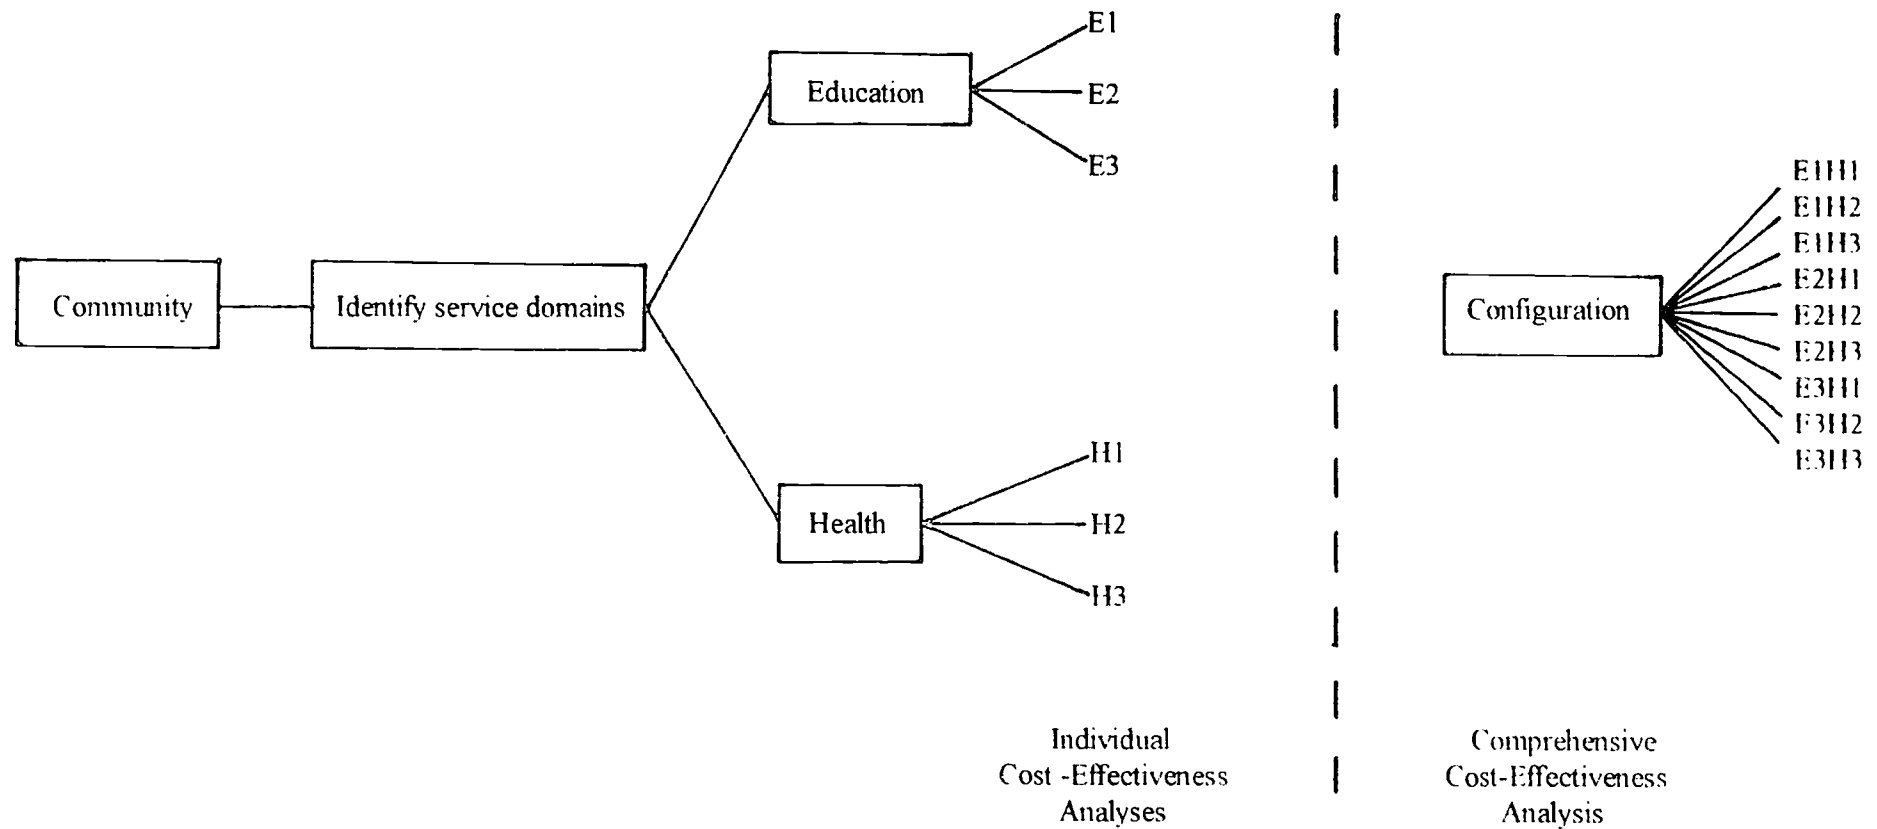 E1
Education
E2
E3
Community
Identify service domains
H1
Health
H2
H3
Individual
Cost -Effectiveness
Analyses
E1H1
E1H2
E1H3
E2H1
Configuration
E2H2
E2H3
E3H1
E3H2
E3H3
Comprehensive
Cost-Effectiveness
Analysis